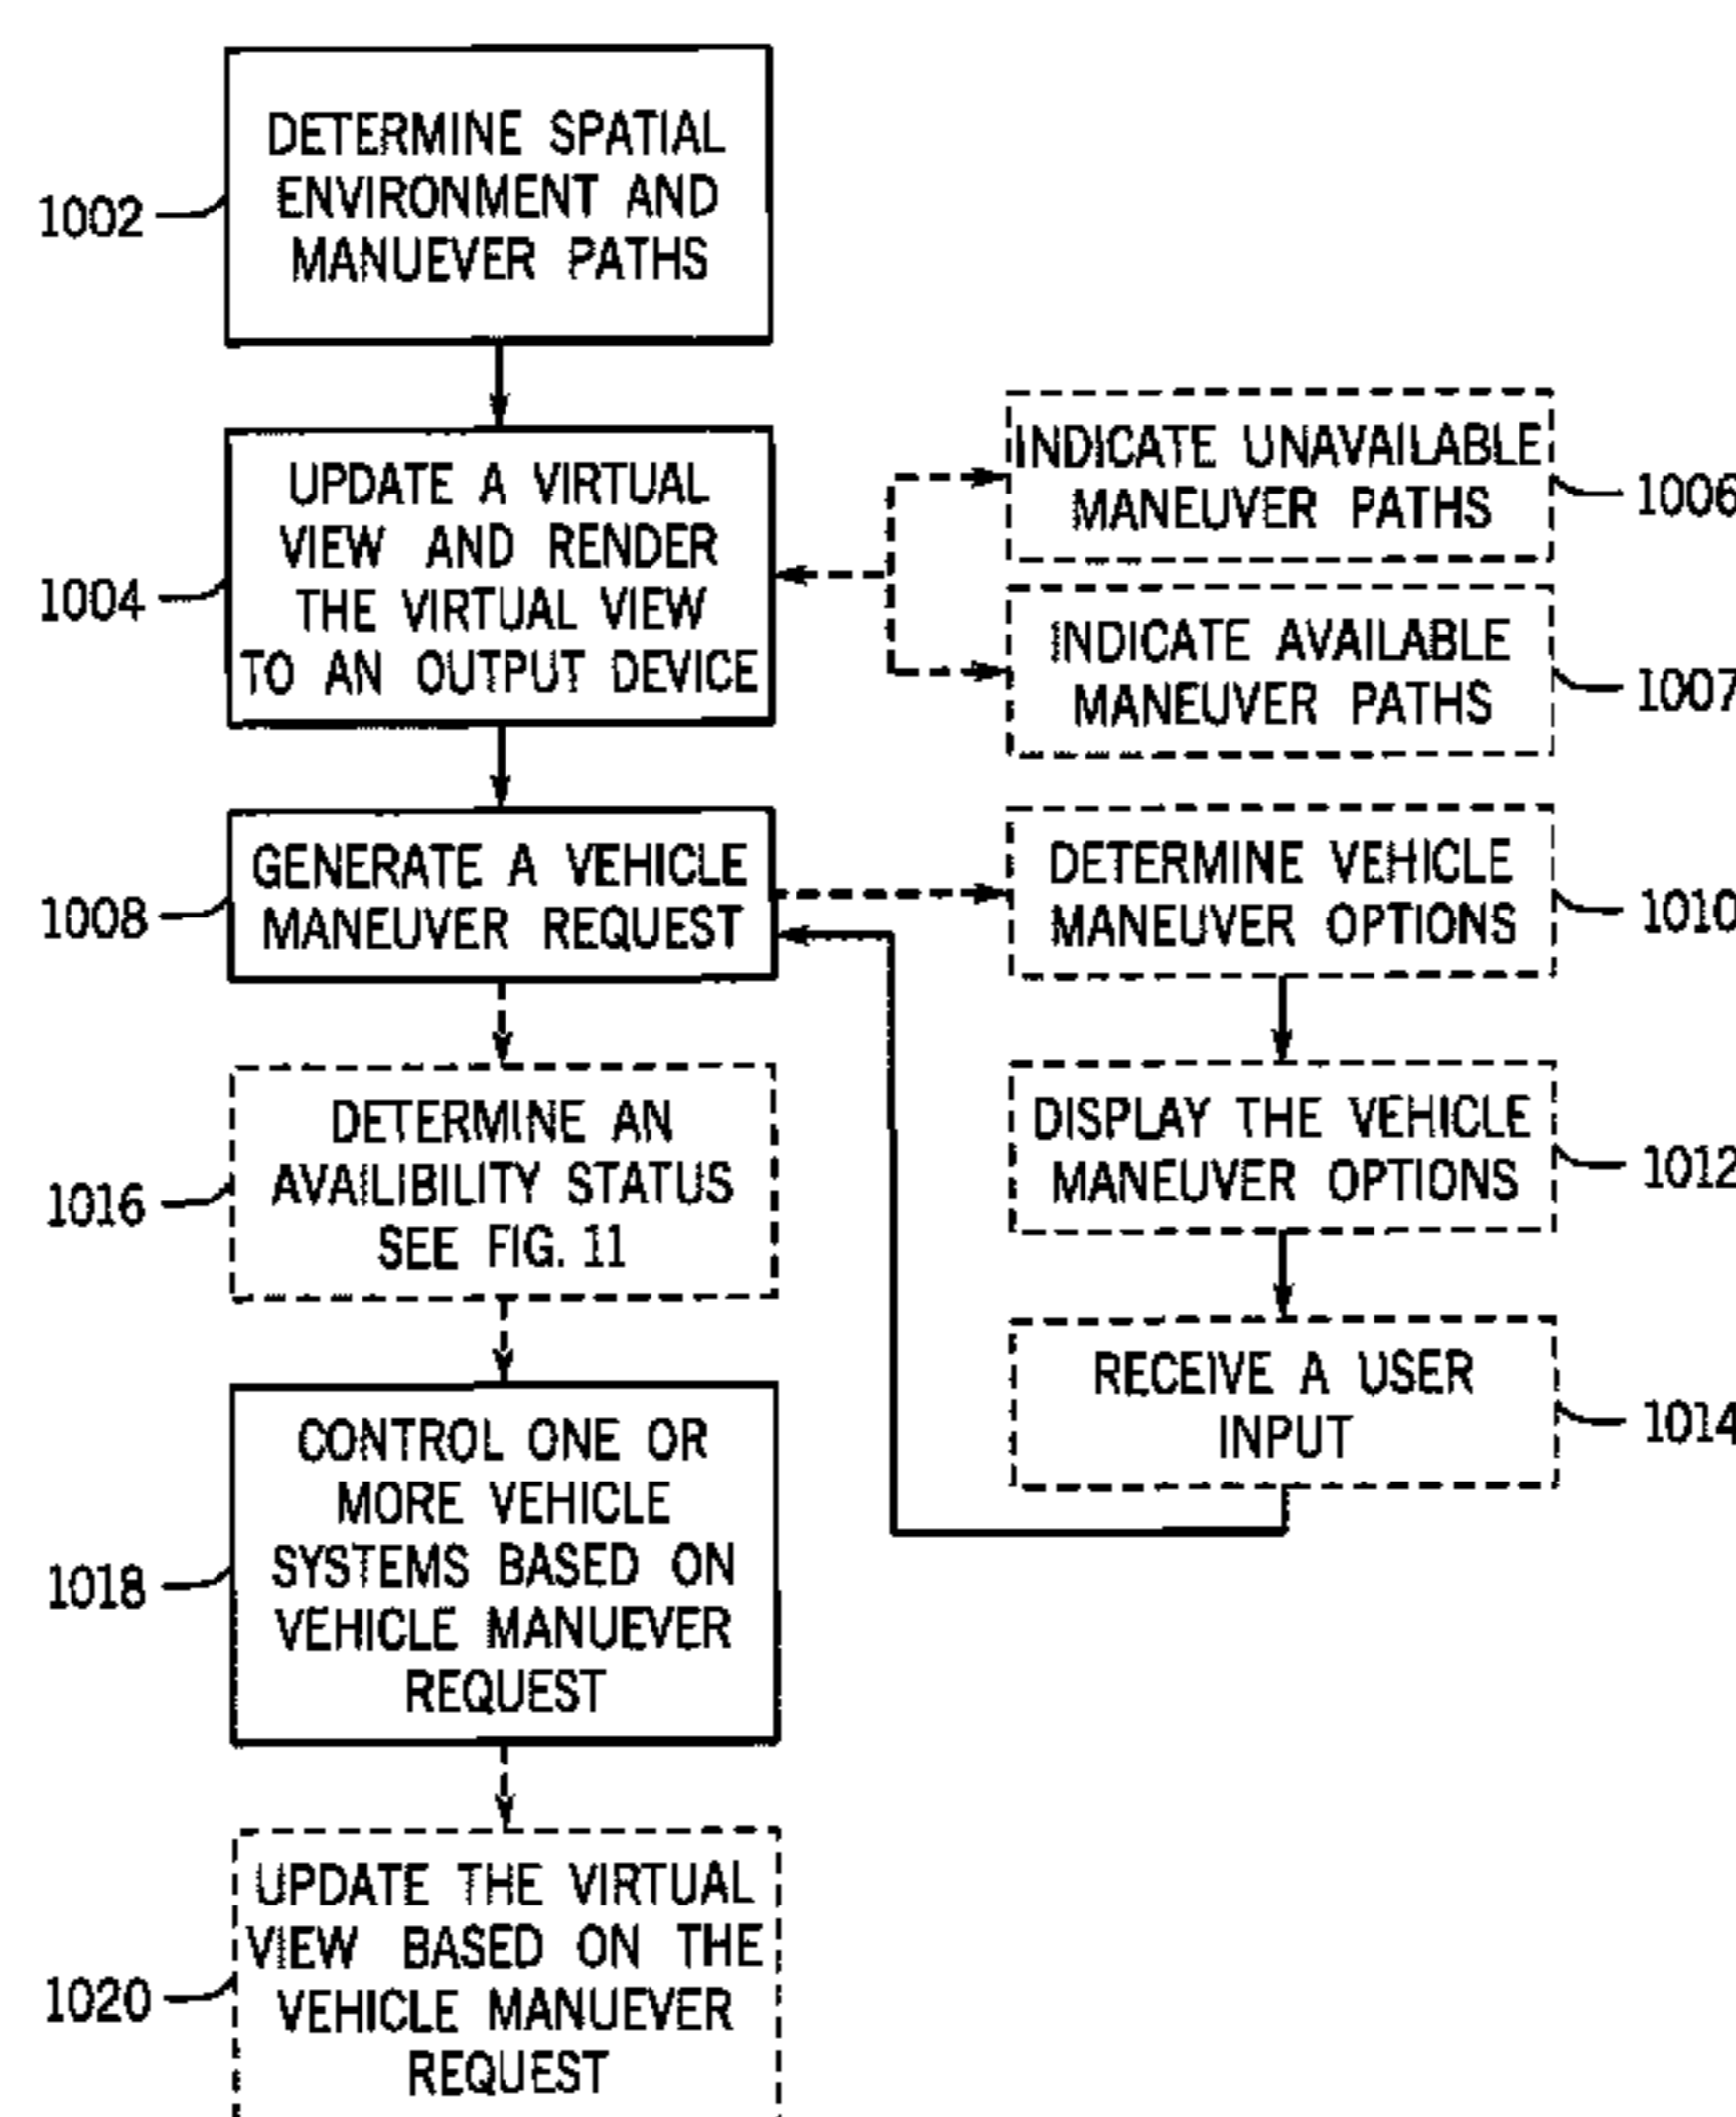 1002
DETERMINE SPATIAL
ENVIRONMENT AND
MANUEVER PATHS
1004
UPDATE A VIRTUAL
VIEW AND RENDER
THE VIRTUAL VIEW
TO AN OUTPUT DEVICE
INDICATE UNAVAILABLE
MANEUVER PATHS
1006
INDICATE AVAILABLE
MANEUVER PATHS
1007
1008
GENERATE A VEHICLE
MANEUVER REQUEST
DETERMINE VEHICLE
MANEUVER OPTIONS
1010
DISPLAY THE VEHICLE
MANEUVER OPTIONS
1012
RECEIVE A USER
INPUT
1014
1016
DETERMINE AN
AVAILIBILITY STATUS
SEE FIG. 11
1018
CONTROL ONE OR
MORE VEHICLE
SYSTEMS BASED ON
VEHICLE MANUEVER
REQUEST
1020
UPDATE THE VIRTUAL
VIEW BASED ON THE
VEHICLE MANUEVER
REQUEST